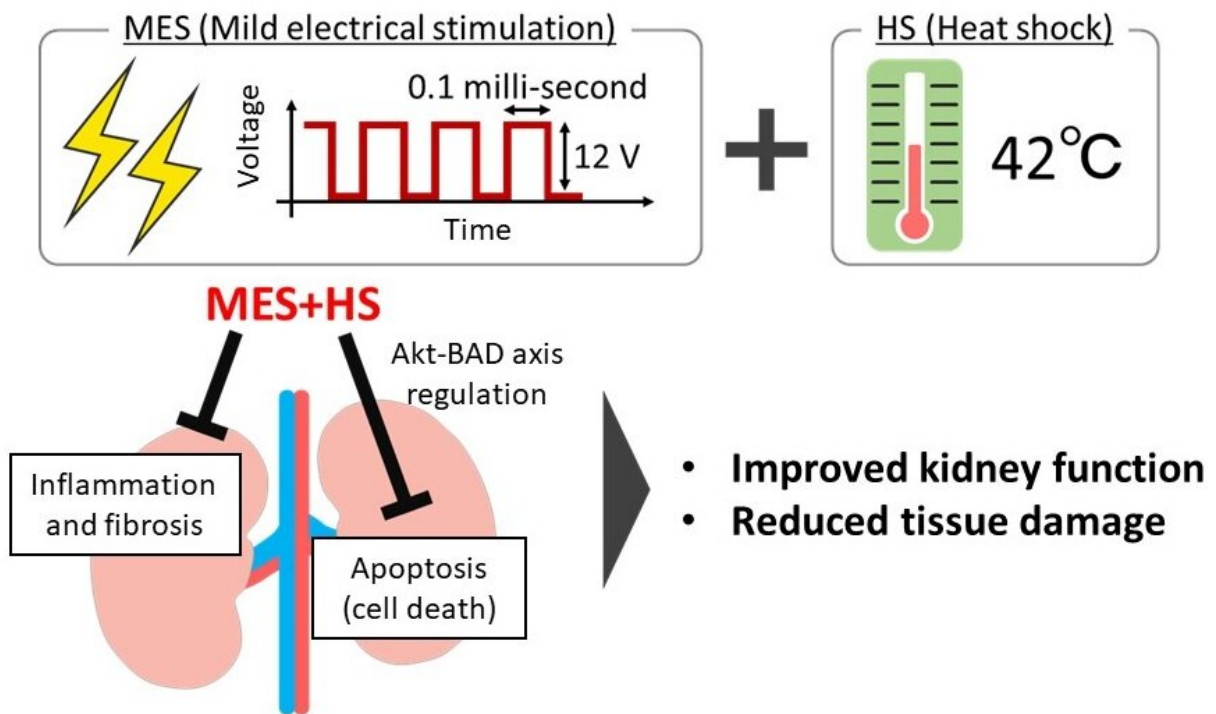 MES (Mild electrical stimulation)
HS (Heat shock)
0.1 milli-second
Voltage
12 V
Time
42℃
MES+HS
Akt-BAD axis
regulation
Inflammation
and fibrosis
Apoptosis
(cell death)
• Improved kidney function
• Reduced tissue damage